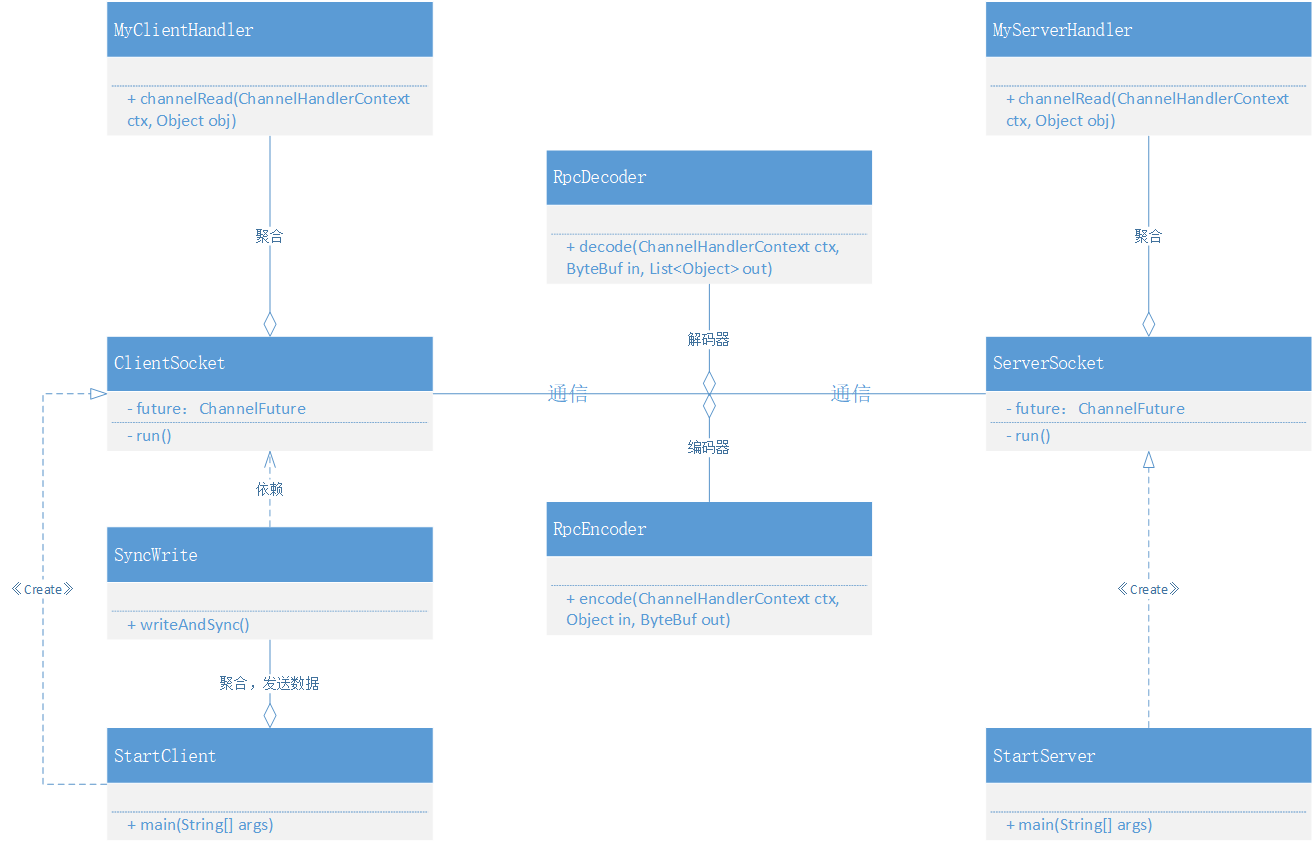 MyClientHandler
+ channelRead(ChannelHandlerContext
ctx, Object obj)
MyServerHandler
+ channelRead(ChannelHandlerContext
ctx, Object obj)
RpcDecoder
+ decode(ChannelHandlerContext ctx,
ByteBuf in, List<Object> out)
聚合
聚合
解码器
ClientSocket
- future：ChannelFuture
- run()
通信
通信
ServerSocket
- future：ChannelFuture
- run()
编码器
依赖
RpcEncoder
+ encode(ChannelHandlerContext ctx,
Object in, ByteBuf out)
SyncWrite
+ writeAndSync()
《Create》
《Create》
聚合，发送数据
StartClient
+ main(String[] args)
StartServer
+ main(String[] args)